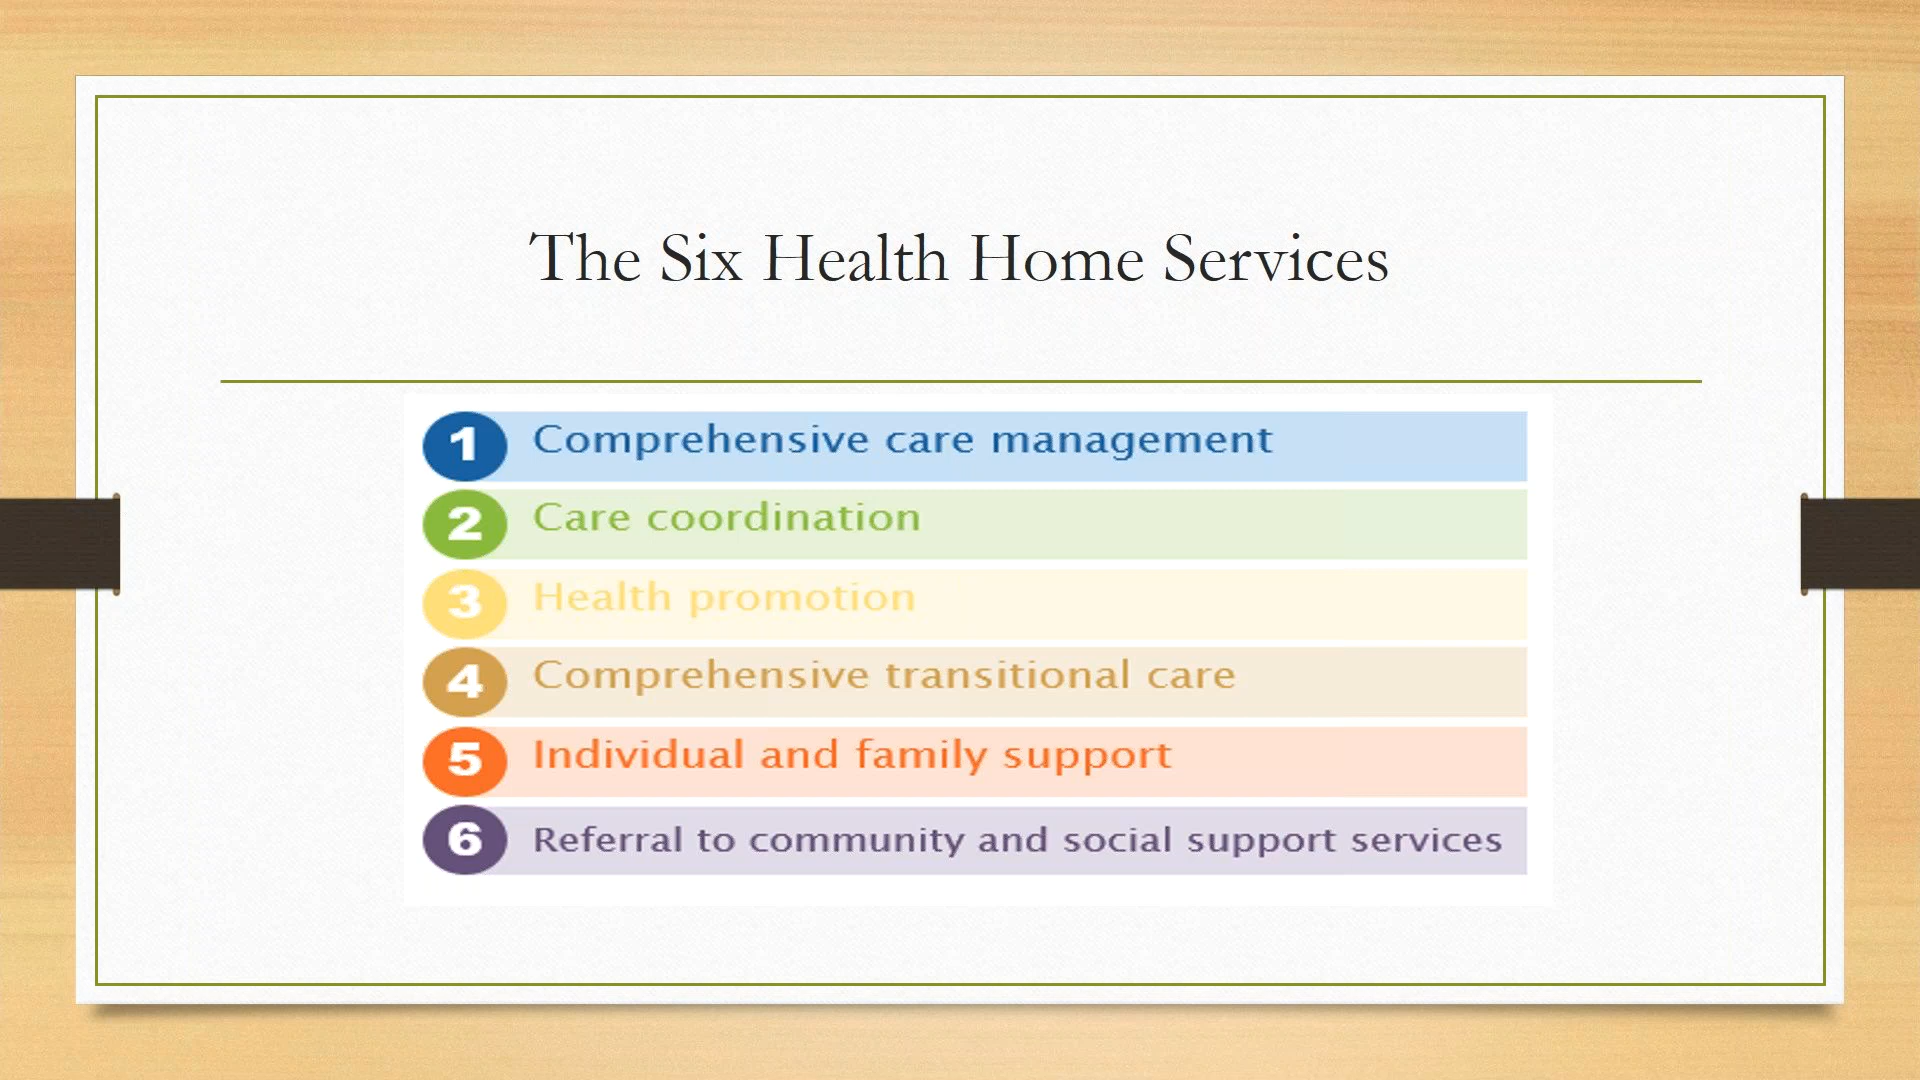 The Six Health Home Services
1 Comprehensive care management
2 Care coordination
3 Health promotion
4 Comprehensive transitional care
5 Individual and family support
6 Referral to community and social support services